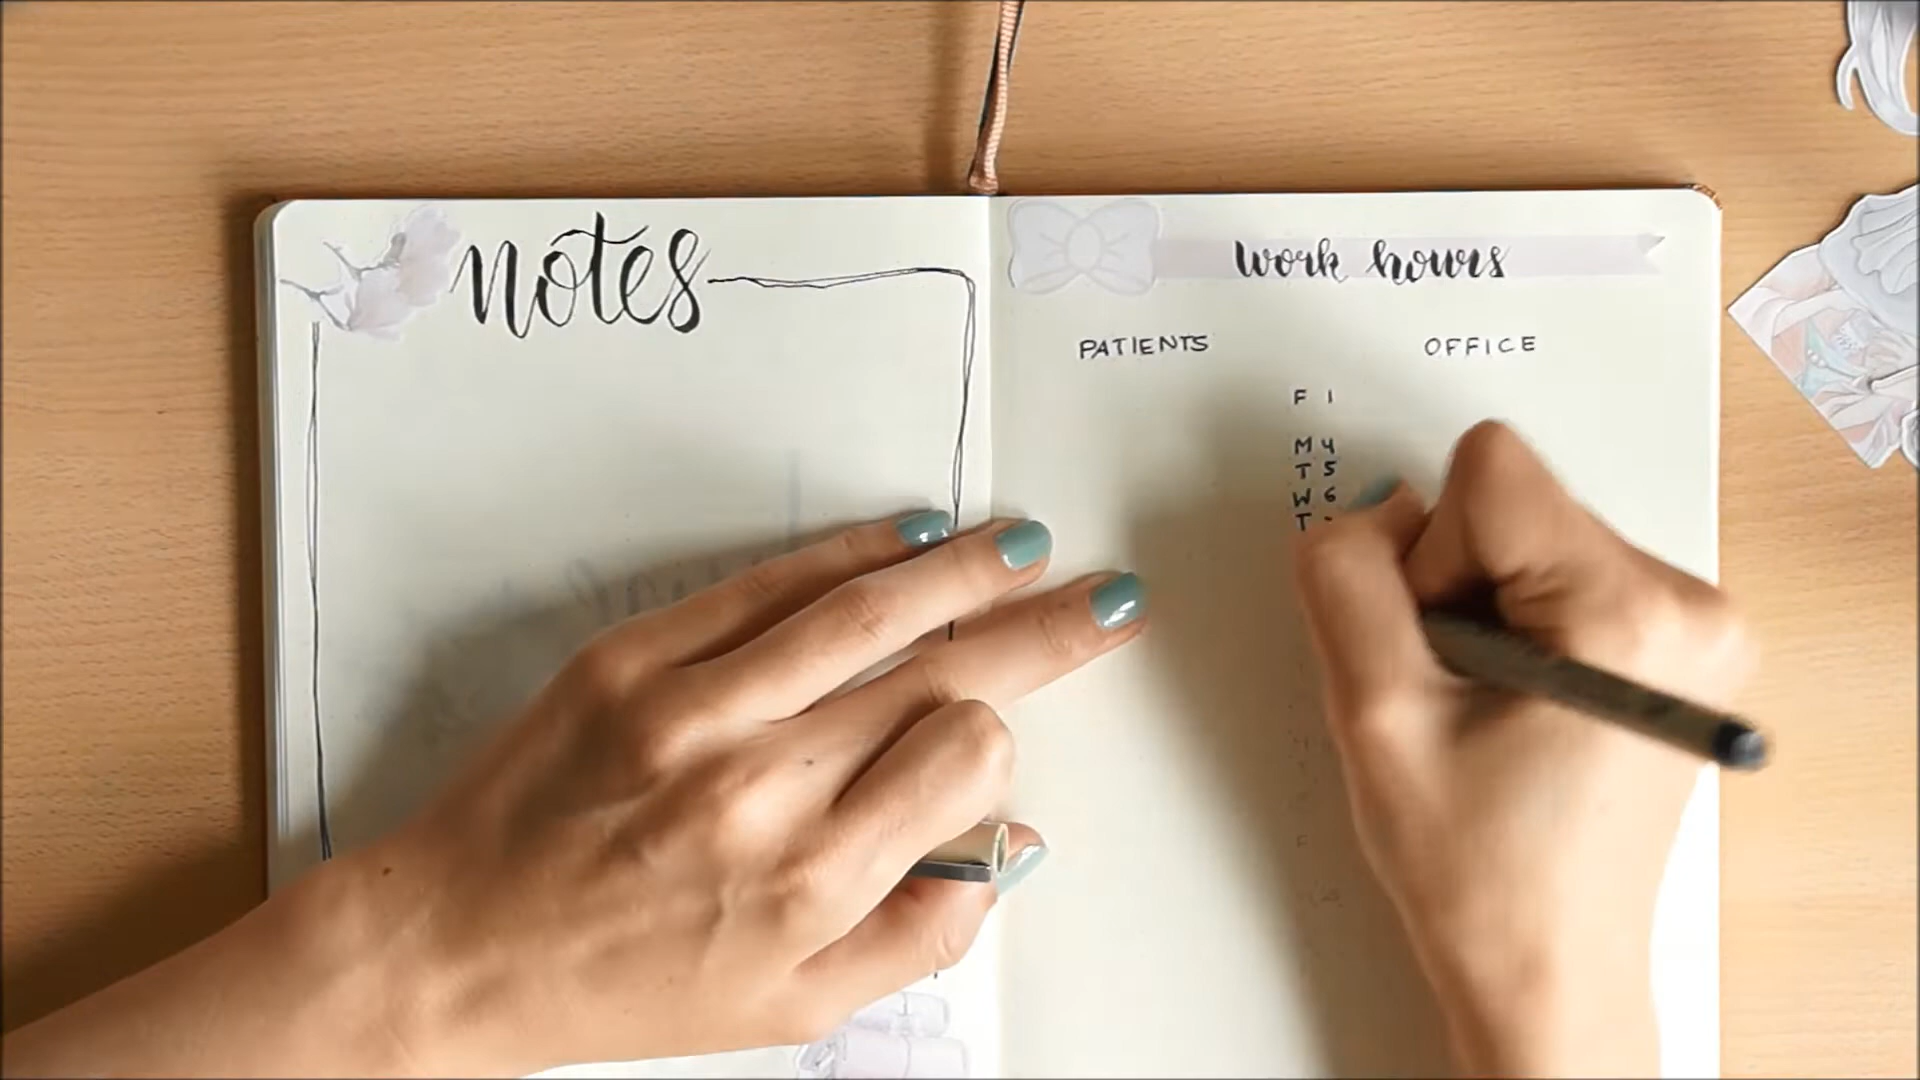 notes
work hours
PATIENTS OFFICE
F 1
M 4
T 5
W 6
T